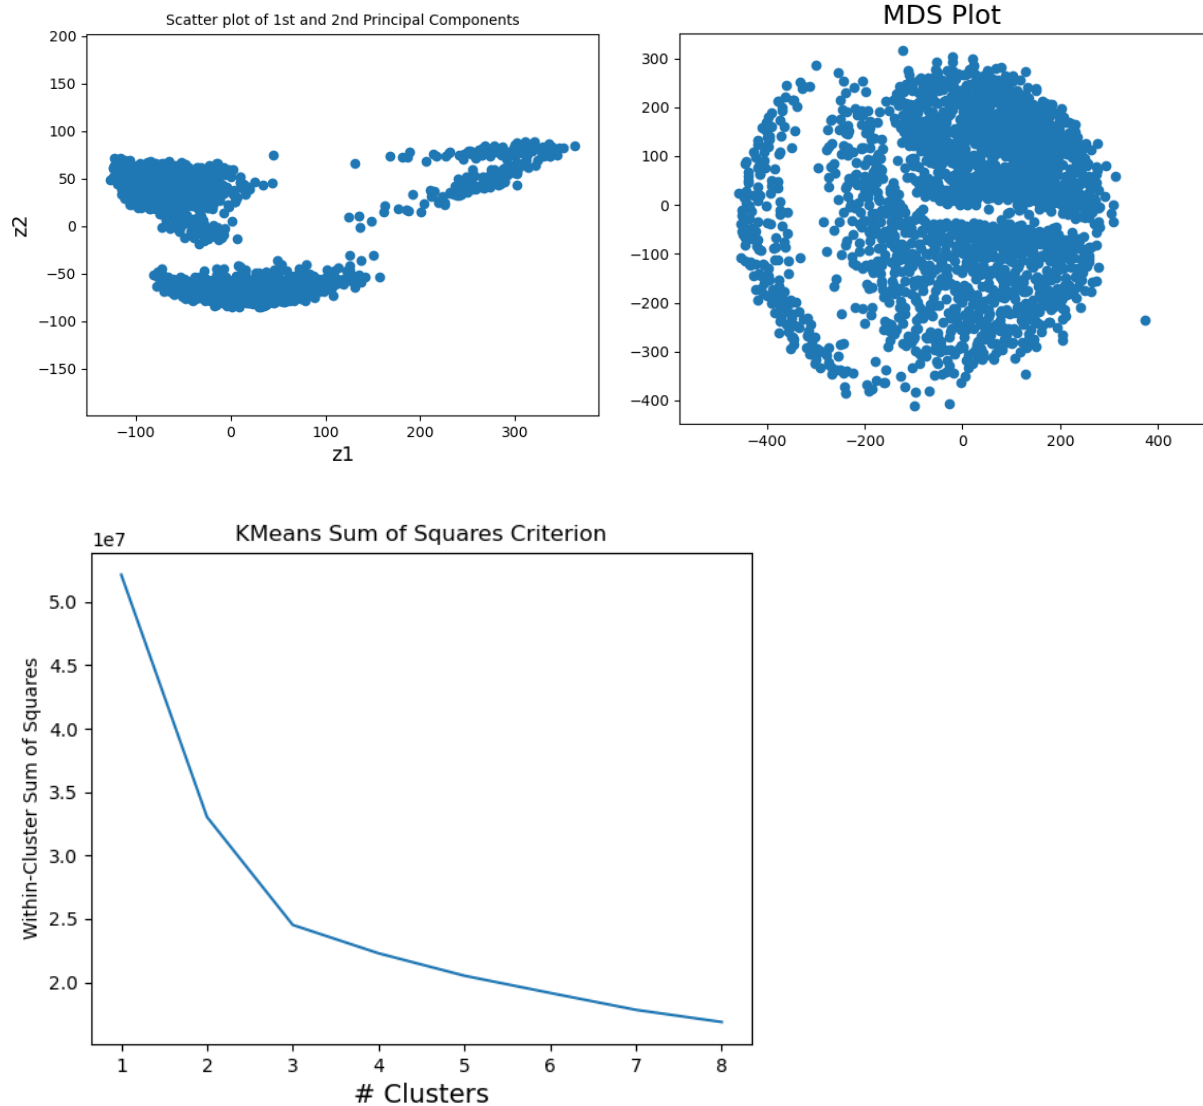 Scatter plot of 1st and 2nd Principal Components
200
150
100
50
0
−50
−100
−150
z2
−100 0 100 200 300
z1
MDS Plot
300
200
100
0
−100
−200
−300
−400
−400 −200 0 200 400
KMeans Sum of Squares Criterion
1e7
5.0
4.5
4.0
3.5
3.0
2.5
2.0
Within-Cluster Sum of Squares
1 2 3 4 5 6 7 8
# Clusters